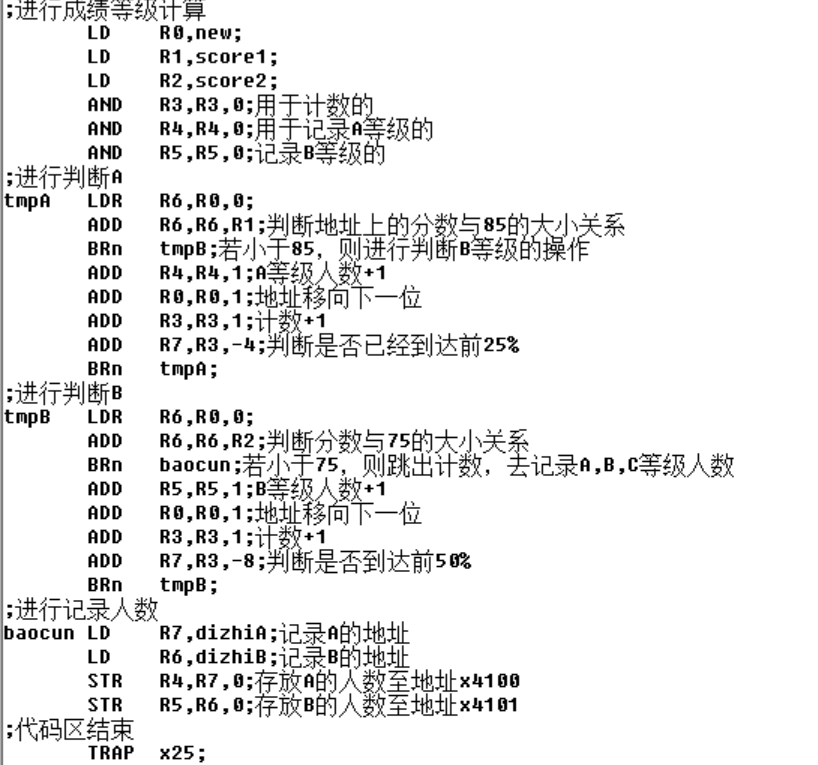 ;进行成绩等级计算
LD R0,new;
LD R1,score1;
LD R2,score2;
AND R3,R3,0;用于计数的
AND R4,R4,0;用于记录A等级的
AND R5,R5,0;记录B等级的
;进行判断A
tmpA LDR R6,R0,0;
ADD R6,R6,R1;判断地址上的分数与85的大小关系
BRn tmpB;若小于85，则进行判断B等级的操作
ADD R4,R4,1;A等级人数+1
ADD R0,R0,1;地址移向下一位
ADD R3,R3,1;计数+1
ADD R7,R3,-4;判断是否已经到达前25%
BRn tmpA;
;进行判断B
tmpB LDR R6,R0,0;
ADD R6,R6,R2;判断分数与75的大小关系
BRn baocun;若小于75，则跳出计数，去记录A,B,C等级人数
ADD R5,R5,1;B等级人数+1
ADD R0,R0,1;地址移向下一位
ADD R3,R3,1;计数+1
ADD R7,R3,-8;判断是否到达前50%
BRn tmpB;
;进行记录人数
baocun LD R7,dizhiA;记录A的地址
LD R6,dizhiB;记录B的地址
STR R4,R7,0;存放A的人数至地址x4100
STR R5,R6,0;存放B的人数至地址x4101
;代码区结束
TRAP x25;